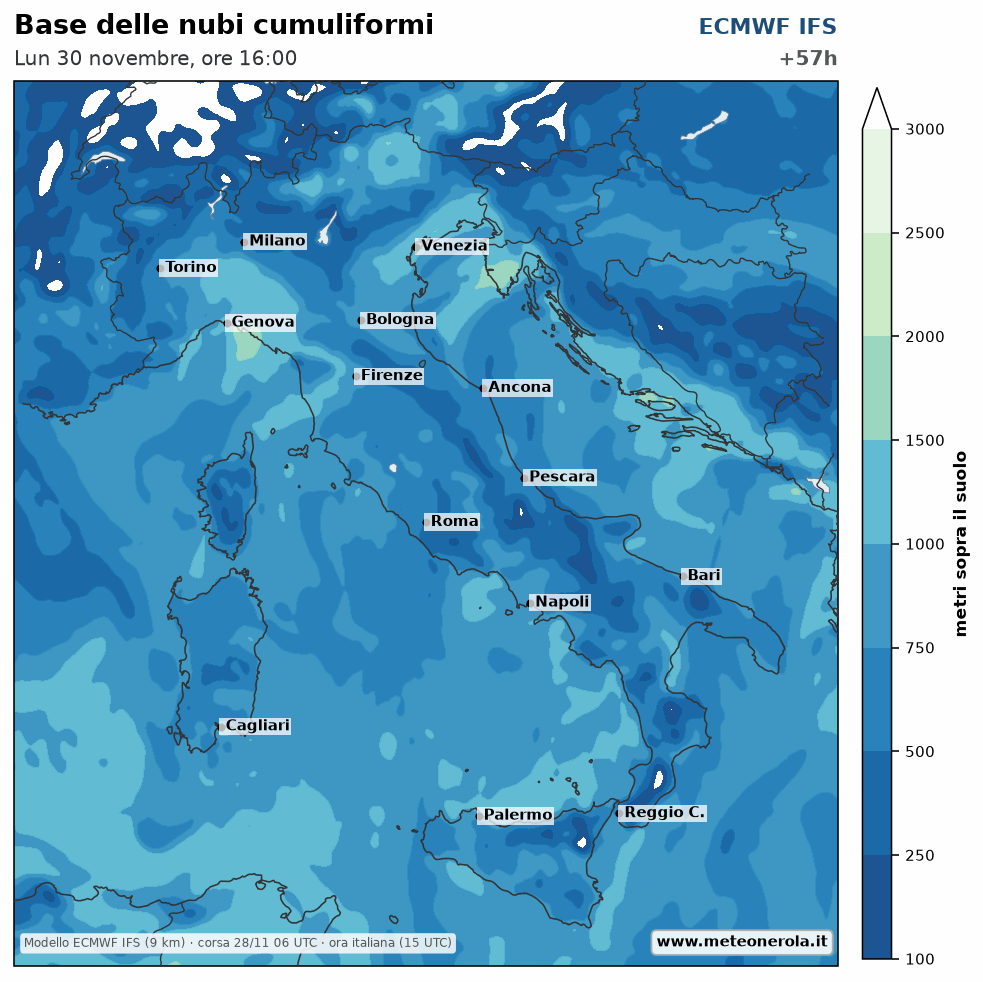 Base delle nubi cumuliformi
ECMWF IFS
Lun 30 novembre, ore 16:00
+57h
3000
2500
2000
1500
1000
750
500
250
100
metri sopra il suolo
Milano
Venezia
Torino
Genova
Bologna
Firenze
Ancona
Pescara
Roma
Bari
Napoli
Cagliari
Palermo
Reggio C.
Modello ECMWF IFS (9 km) · corsa 28/11 06 UTC · ora italiana (15 UTC)
www.meteonerola.it